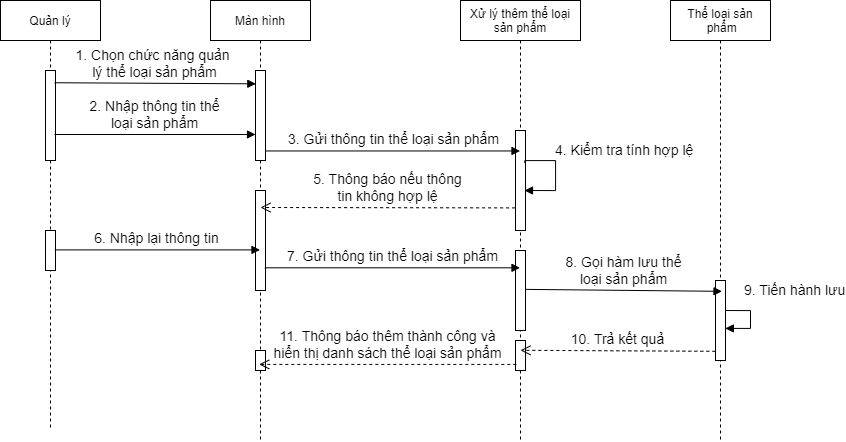 Quản lý
Màn hình
Xử lý thêm thể loại
sản phẩm
Thể loại sản
phẩm
1. Chọn chức năng quản
lý thể loại sản phẩm
2. Nhập thông tin thể
loại sản phẩm
3. Gửi thông tin thể loại sản phẩm
4. Kiểm tra tính hợp lệ
5. Thông báo nếu thông
tin không hợp lệ
6. Nhập lại thông tin
7. Gửi thông tin thể loại sản phẩm
8. Gọi hàm lưu thể
loại sản phẩm
9. Tiến hành lưu
10. Trả kết quả
11. Thông báo thêm thành công và
hiển thị danh sách thể loại sản phẩm